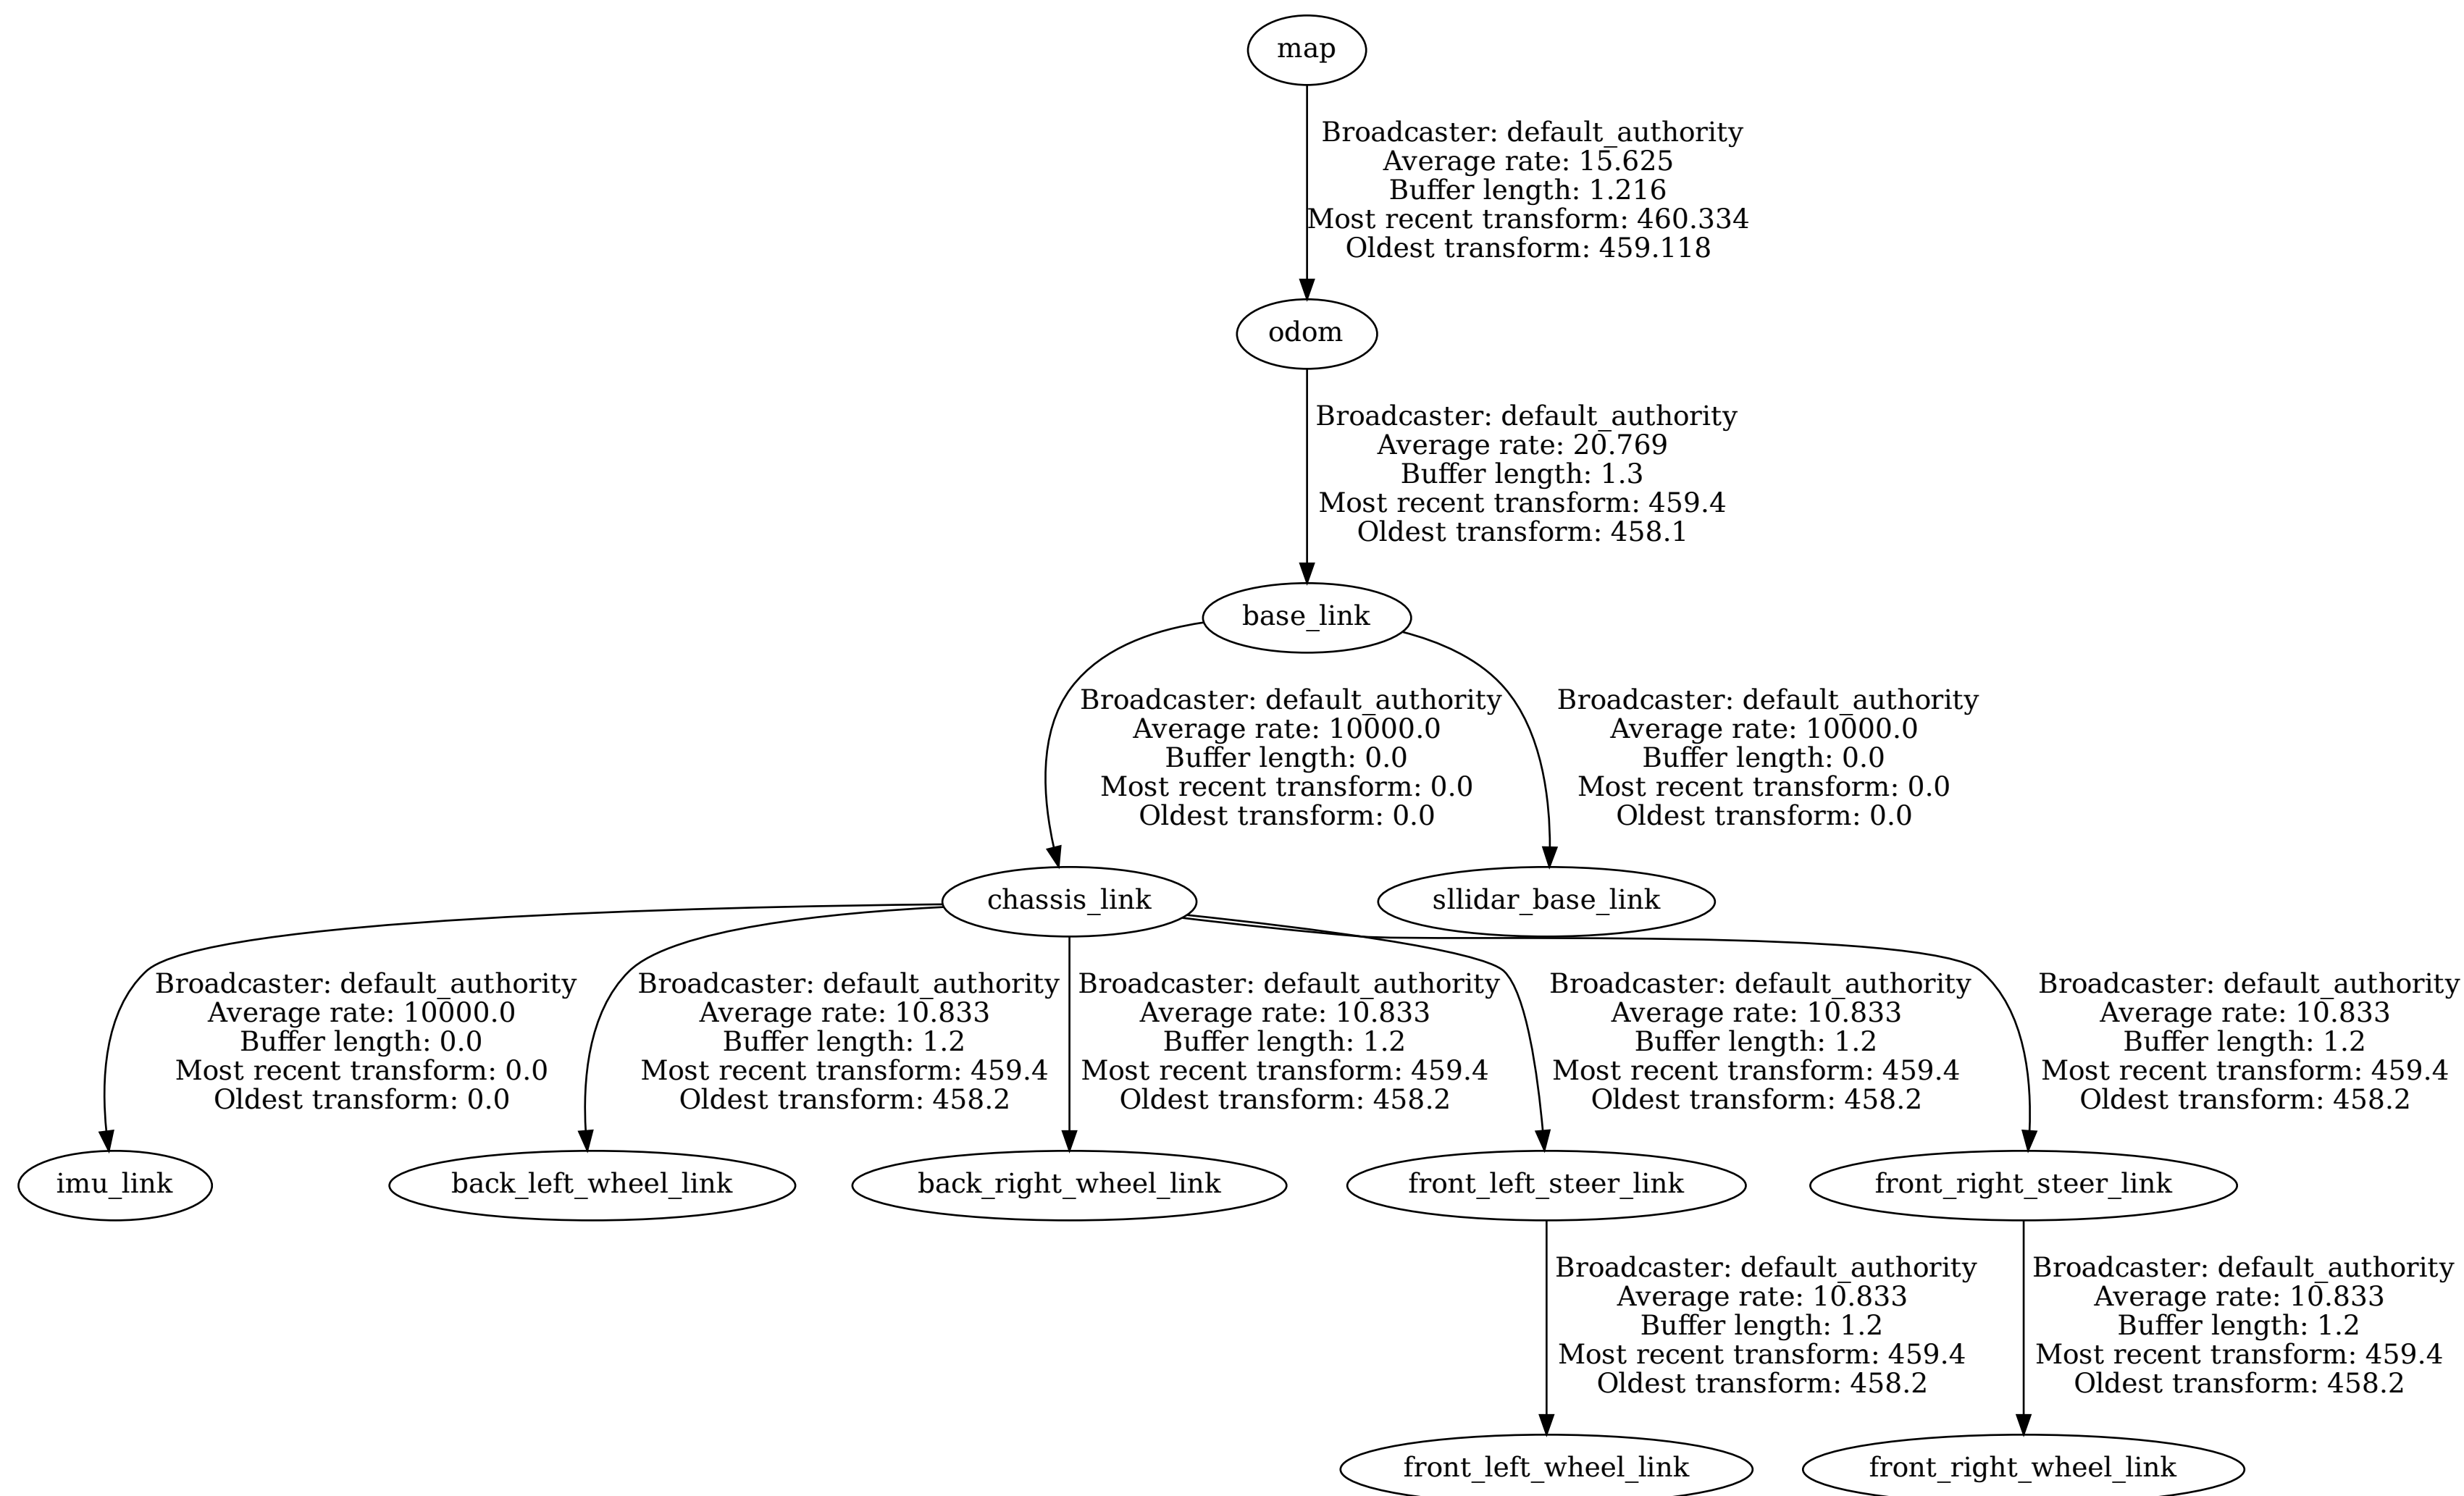 map
Broadcaster: default_authority
Average rate: 15.625
Buffer length: 1.216
Most recent transform: 460.334
Oldest transform: 459.118
odom
Broadcaster: default_authority
Average rate: 20.769
Buffer length: 1.3
Most recent transform: 459.4
Oldest transform: 458.1
base_link
Broadcaster: default_authority
Average rate: 10000.0
Buffer length: 0.0
Most recent transform: 0.0
Oldest transform: 0.0
Broadcaster: default_authority
Average rate: 10000.0
Buffer length: 0.0
Most recent transform: 0.0
Oldest transform: 0.0
chassis_link
sllidar_base_link
Broadcaster: default_authority
Average rate: 10000.0
Buffer length: 0.0
Most recent transform: 0.0
Oldest transform: 0.0
Broadcaster: default_authority
Average rate: 10.833
Buffer length: 1.2
Most recent transform: 459.4
Oldest transform: 458.2
Broadcaster: default_authority
Average rate: 10.833
Buffer length: 1.2
Most recent transform: 459.4
Oldest transform: 458.2
Broadcaster: default_authority
Average rate: 10.833
Buffer length: 1.2
Most recent transform: 459.4
Oldest transform: 458.2
Broadcaster: default_authority
Average rate: 10.833
Buffer length: 1.2
Most recent transform: 459.4
Oldest transform: 458.2
imu_link
back_left_wheel_link
back_right_wheel_link
front_left_steer_link
front_right_steer_link
Broadcaster: default_authority
Average rate: 10.833
Buffer length: 1.2
Most recent transform: 459.4
Oldest transform: 458.2
Broadcaster: default_authority
Average rate: 10.833
Buffer length: 1.2
Most recent transform: 459.4
Oldest transform: 458.2
front_left_wheel_link
front_right_wheel_link